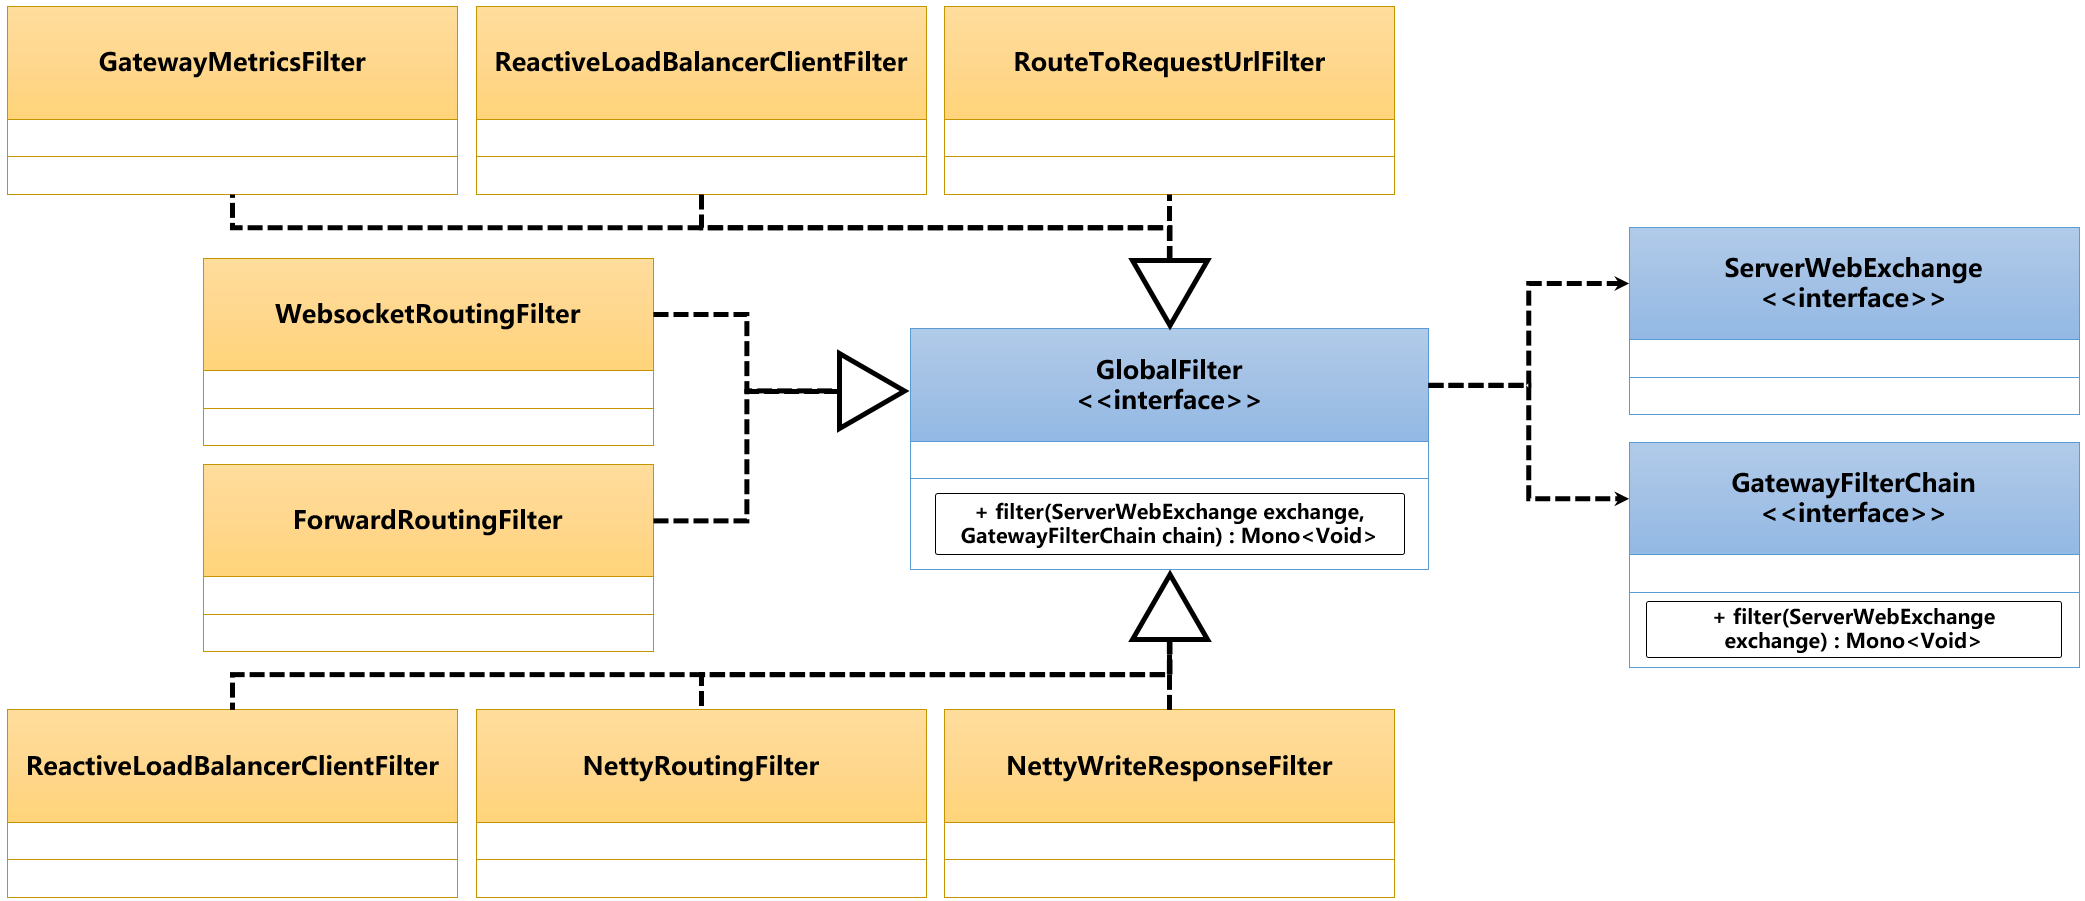 GatewayMetricsFilter
ReactiveLoadBalancerClientFilter
RouteToRequestUrlFilter
WebsocketRoutingFilter
ForwardRoutingFilter
GlobalFilter
<<interface>>
+ filter(ServerWebExchange exchange,
GatewayFilterChain chain) : Mono<Void>
ServerWebExchange
<<interface>>
GatewayFilterChain
<<interface>>
+ filter(ServerWebExchange
exchange) : Mono<Void>
ReactiveLoadBalancerClientFilter
NettyRoutingFilter
NettyWriteResponseFilter